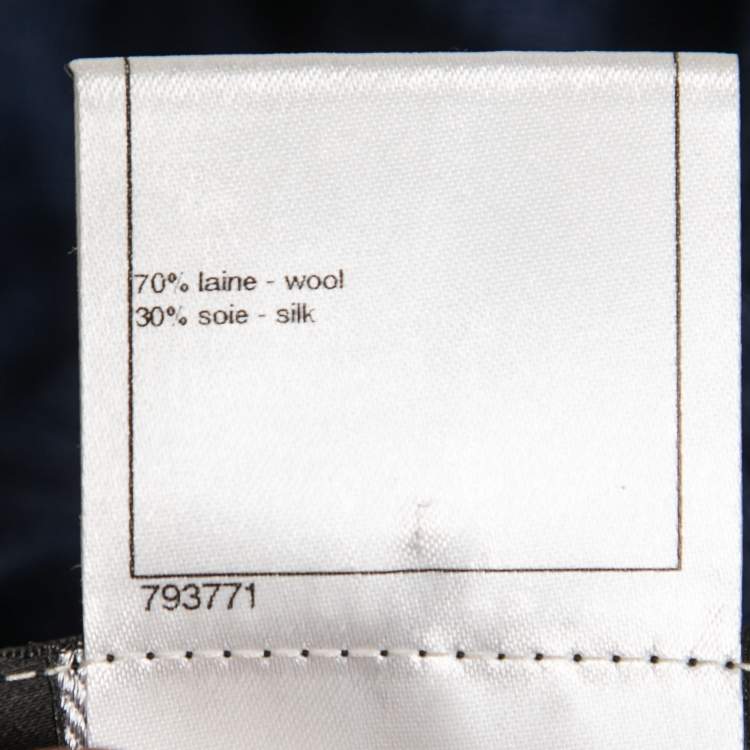 70% laine - wool
30% soie - silk
793771